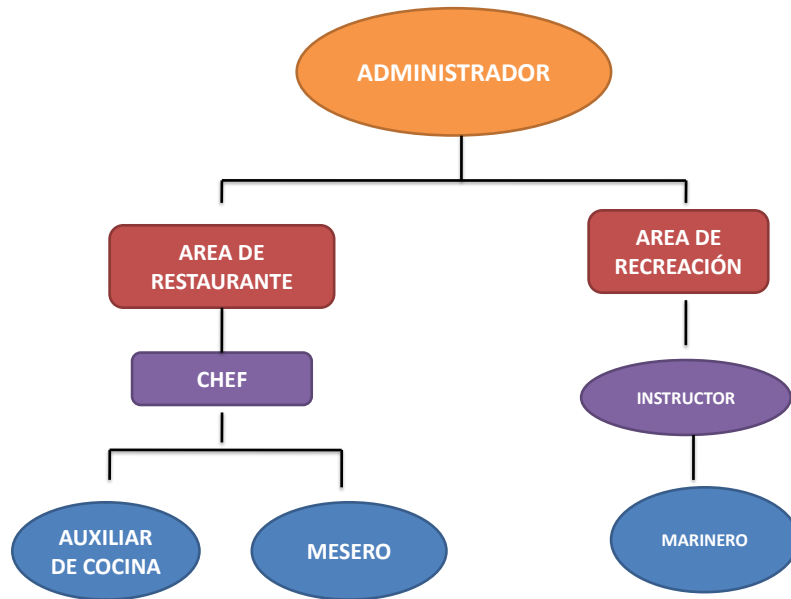 ADMINISTRADOR
AREA DE
RESTAURANTE
AREA DE
RECREACIÓN
CHEF
INSTRUCTOR
AUXILIAR
DE COCINA
MESERO
MARINERO